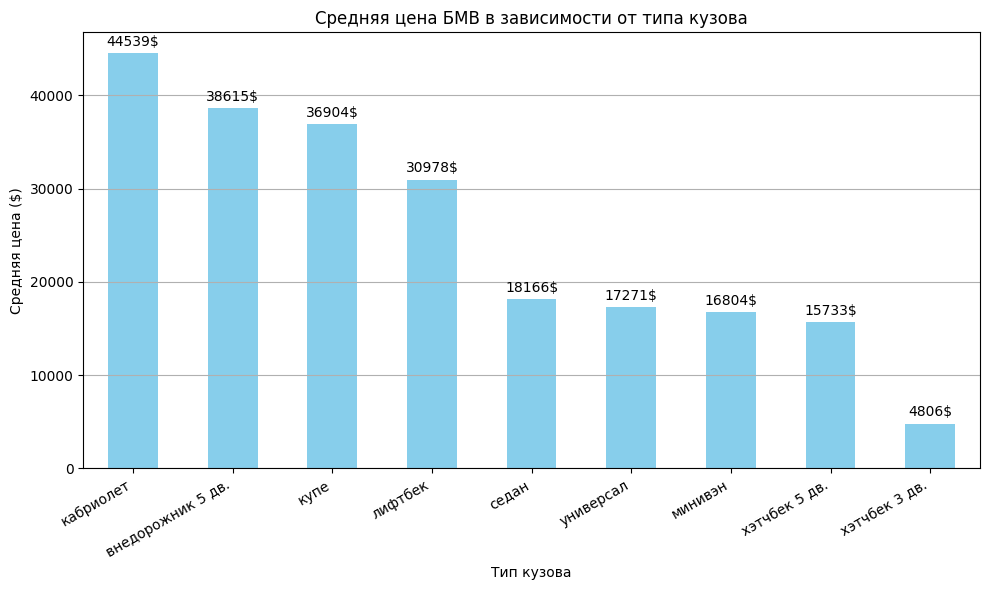 Средняя цена БМВ в зависимости от типа кузова
Средняя цена ($)
40000
30000
20000
10000
0
44539$
38615$
36904$
30978$
18166$
17271$
16804$
15733$
4806$
кабриолет
внедорожник 5 дв.
купе
лифтбек
седан
универсал
минивэн
хэтчбек 5 дв.
хэтчбек 3 дв.
Тип кузова